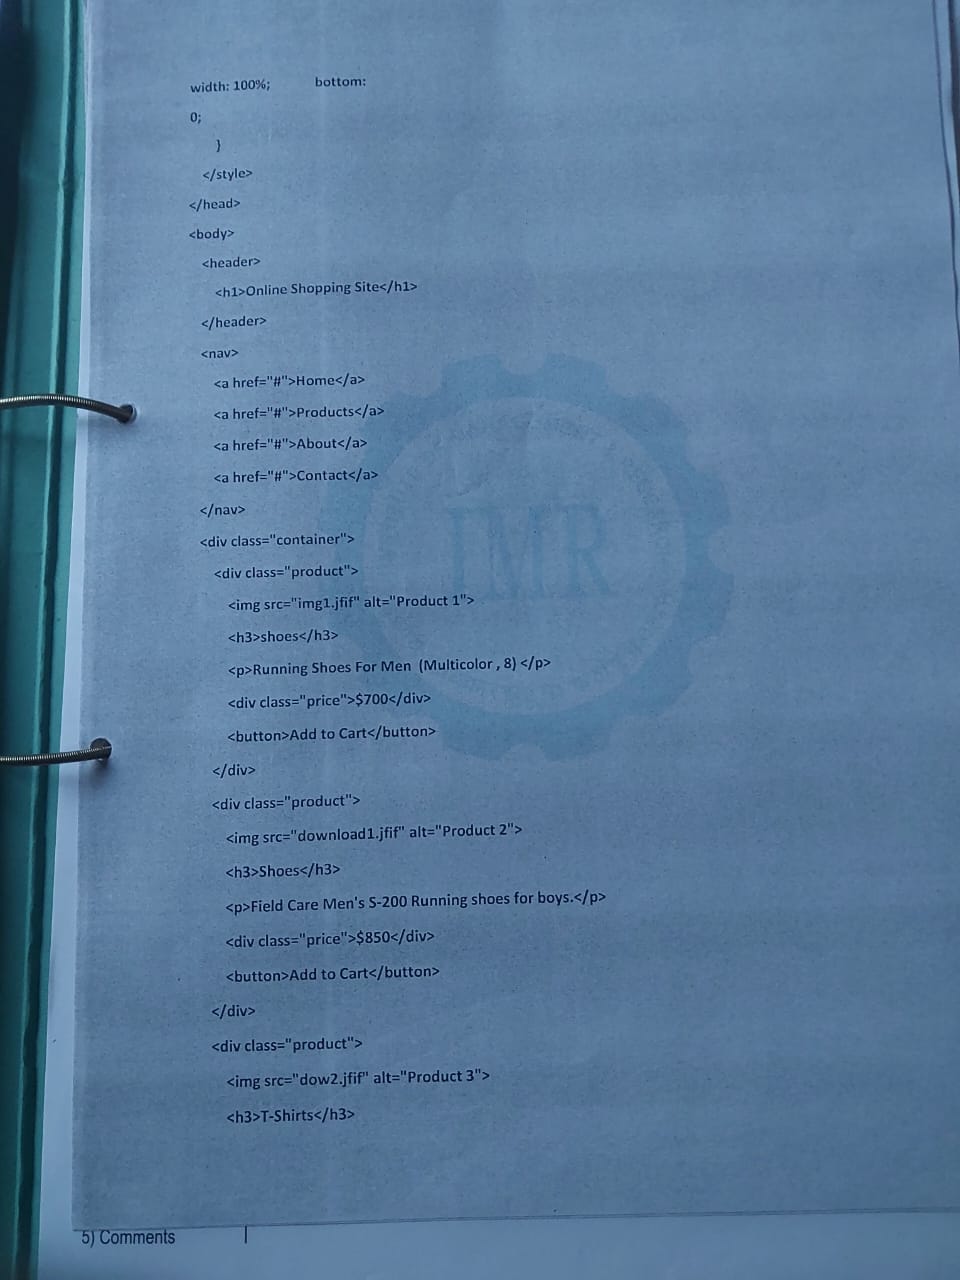 width: 100%; bottom:
0;
}
</style>
</head>
<body>
<header>
<h1>Online Shopping Site</h1>
</header>
<nav>
<a href="#">Home</a>
<a href="#">Products</a>
<a href="#">About</a>
<a href="#">Contact</a>
</nav>
<div class="container">
<div class="product">
<img src="img1.jfif" alt="Product 1">
<h3>shoes</h3>
<p>Running Shoes For Men (Multicolor , 8) </p>
<div class="price">$700</div>
<button>Add to Cart</button>
</div>
<div class="product">
<img src="download1.jfif" alt="Product 2">
<h3>Shoes</h3>
<p>Field Care Men's S-200 Running shoes for boys.</p>
<div class="price">$850</div>
<button>Add to Cart</button>
</div>
<div class="product">
<img src="dow2.jfif" alt="Product 3">
<h3>T-Shirts</h3>
IMR
5) Comments